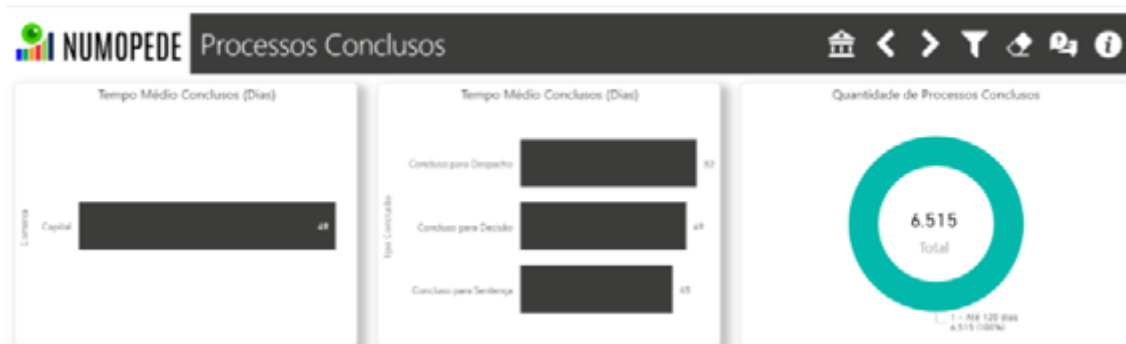 NUMOPEDE Processos Conclusos
Tempo Médio Conclusos (Dias)
Comarca
Capital
49
Tempo Médio Conclusos (Dias)
Tipo Conclusão
Concluso para Despacho
52
Concluso para Decisão
49
Concluso para Sentença
45
Quantidade de Processos Conclusos
6.515
Total
1 - Até 120 dias
6.515 (100%)